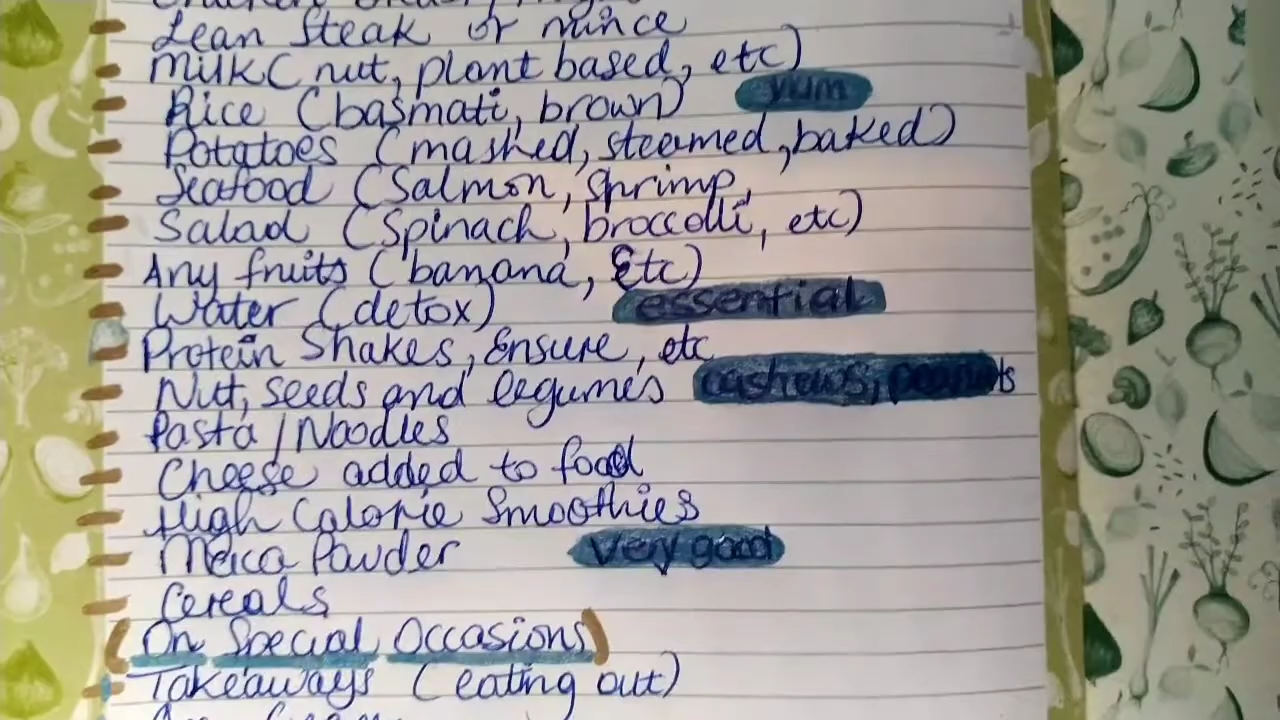 Lean Steak or mince
Milk (nut, plant based, etc)
Rice (basmati, brown) yum
Potatoes (mashed, steamed, baked)
Seafood (Salmon, Shrimp,
Salad (Spinach, broccolli, etc)
Any fruits (banana, Etc)
Water (detox) essential
Protein Shakes, Ensure, etc
Nut, seeds and legumes cashews, peanuts
Pasta / Noodles
Cheese added to food
High Calorie Smoothies
Maca Powder very good
Cereals
(On Special Occasions)
Takeaways (eating out)